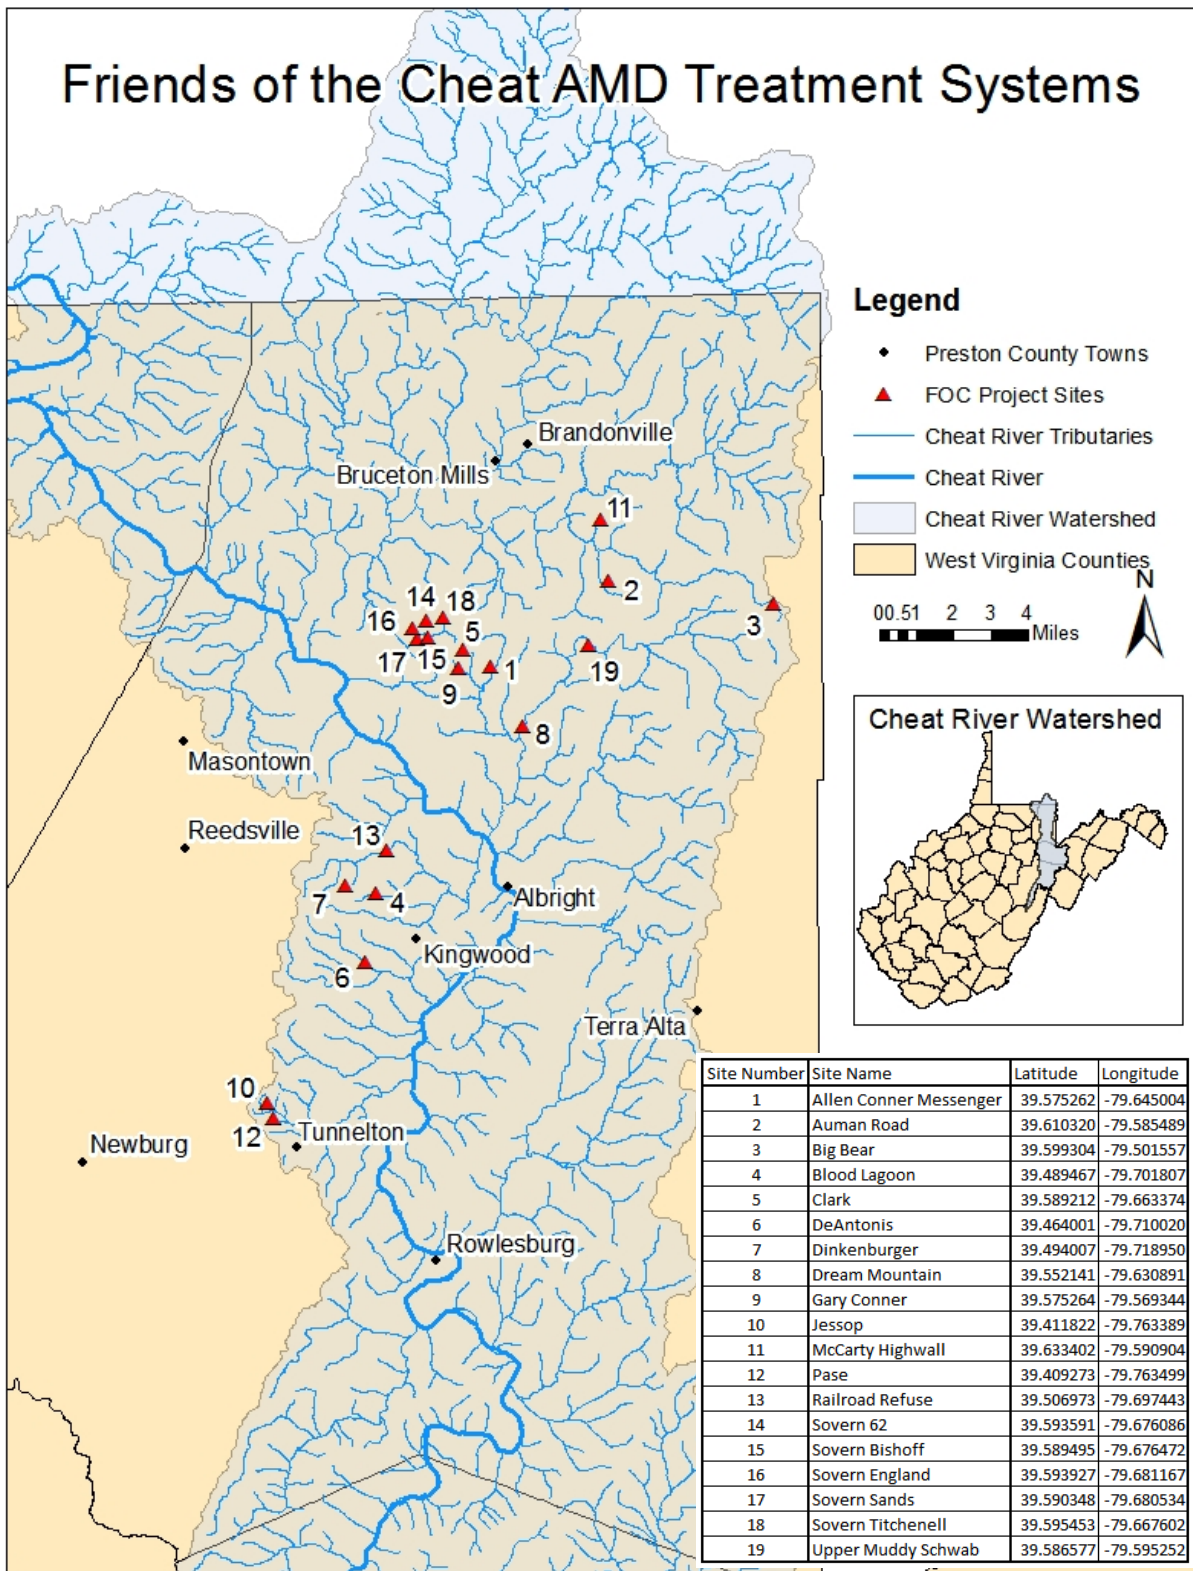 Friends of the Cheat AMD Treatment Systems
Legend
Preston County Towns
FOC Project Sites
Cheat River Tributaries
Cheat River
Cheat River Watershed
West Virginia Counties
N
00.51 2 3 4
Miles
Brandonville
Bruceton Mills
11
2
3
14
18
16
5
17
15
9
1
19
8
Masontown
Reedsville
13
7
4
Albright
Kingwood
6
Terra Alta
10
12
Tunnelton
Newburg
Rowlesburg
Cheat River Watershed
Site Number Site Name Latitude Longitude
1 Allen Conner Messenger 39.575262 -79.645004
2 Auman Road 39.610320 -79.585489
3 Big Bear 39.599304 -79.501557
4 Blood Lagoon 39.489467 -79.701807
5 Clark 39.589212 -79.663374
6 DeAntonis 39.464001 -79.710020
7 Dinkenburger 39.494007 -79.718950
8 Dream Mountain 39.552141 -79.630891
9 Gary Conner 39.575264 -79.569344
10 Jessop 39.411822 -79.763389
11 McCarty Highwall 39.633402 -79.590904
12 Pase 39.409273 -79.763499
13 Railroad Refuse 39.506973 -79.697443
14 Sovern 62 39.593591 -79.676086
15 Sovern Bishoff 39.589495 -79.676472
16 Sovern England 39.593927 -79.681167
17 Sovern Sands 39.590348 -79.680534
18 Sovern Titchenell 39.595453 -79.667602
19 Upper Muddy Schwab 39.586577 -79.595252